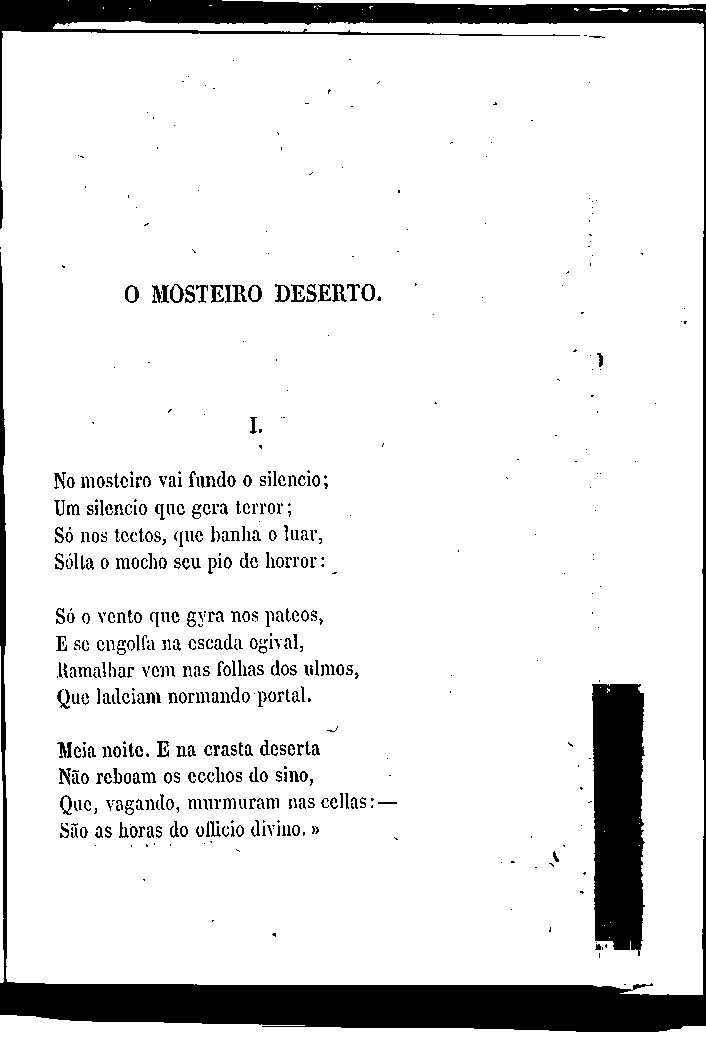 O MOSTEIRO DESERTO.
I.
No mosteiro vai fundo o silencio;
Um silencio que gera terror;
Só nos tectos, que banha o luar,
Sólta o mocho seu pio de horror:
Só o vento que gyra nos pateos,
E se engolfa na escada ogival,
Ramalhar vem nas folhas dos ulmos,
Que ladeiam normando portal.
Meia noite. E na crasta deserta
Não reboam os ecchos do sino,
Que, vagando, murmuram nas cellas:—
São as horas do officio divino. »